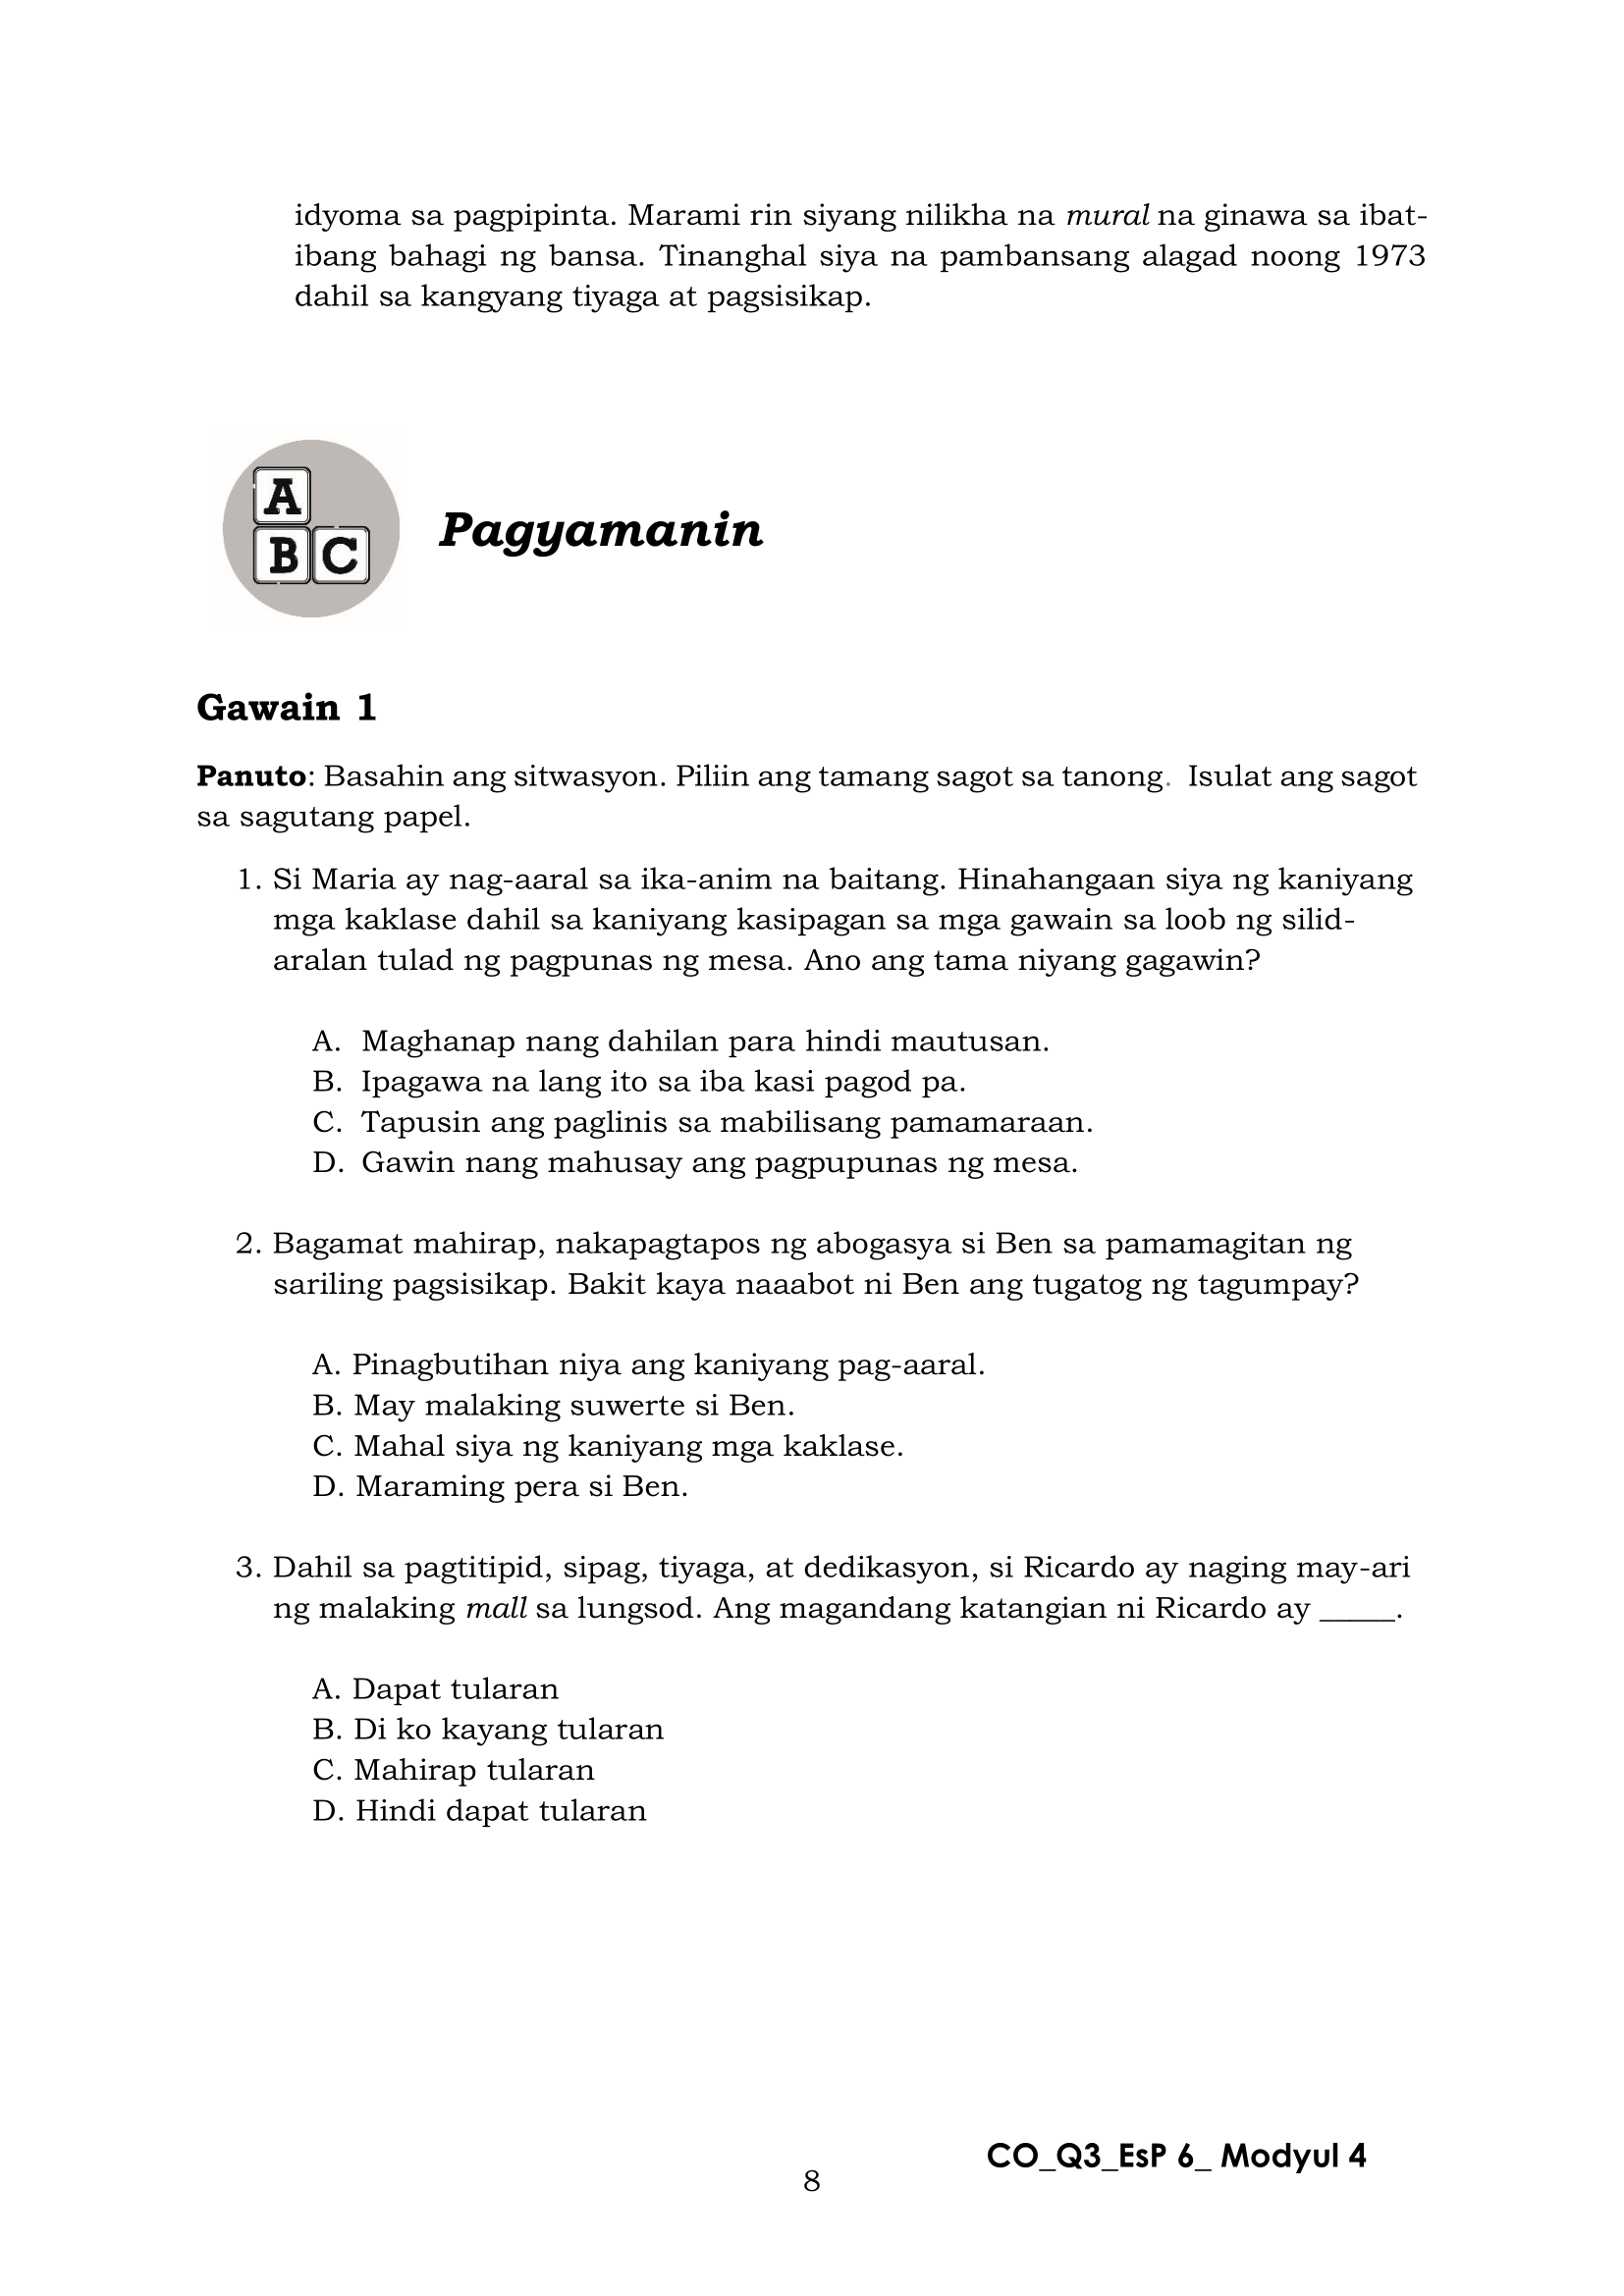 idyoma sa pagpipinta. Marami rin siyang nilikha na mural na ginawa sa ibat-
ibang bahagi ng bansa. Tinanghal siya na pambansang alagad noong 1973
dahil sa kangyang tiyaga at pagsisikap.
A
B C
Pagyamanin
Gawain 1
Panuto: Basahin ang sitwasyon. Piliin ang tamang sagot sa tanong. Isulat ang sagot
sa sagutang papel.
1. Si Maria ay nag-aaral sa ika-anim na baitang. Hinahangaan siya ng kaniyang
mga kaklase dahil sa kaniyang kasipagan sa mga gawain sa loob ng silid-
aralan tulad ng pagpunas ng mesa. Ano ang tama niyang gagawin?
A. Maghanap nang dahilan para hindi mautusan.
B. Ipagawa na lang ito sa iba kasi pagod pa.
C. Tapusin ang paglinis sa mabilisang pamamaraan.
D. Gawin nang mahusay ang pagpupunas ng mesa.
2. Bagamat mahirap, nakapagtapos ng abogasya si Ben sa pamamagitan ng
sariling pagsisikap. Bakit kaya naaabot ni Ben ang tugatog ng tagumpay?
A. Pinagbutihan niya ang kaniyang pag-aaral.
B. May malaking suwerte si Ben.
C. Mahal siya ng kaniyang mga kaklase.
D. Maraming pera si Ben.
3. Dahil sa pagtitipid, sipag, tiyaga, at dedikasyon, si Ricardo ay naging may-ari
ng malaking mall sa lungsod. Ang magandang katangian ni Ricardo ay _____.
A. Dapat tularan
B. Di ko kayang tularan
C. Mahirap tularan
D. Hindi dapat tularan
CO_Q3_EsP 6_ Modyul 4
8